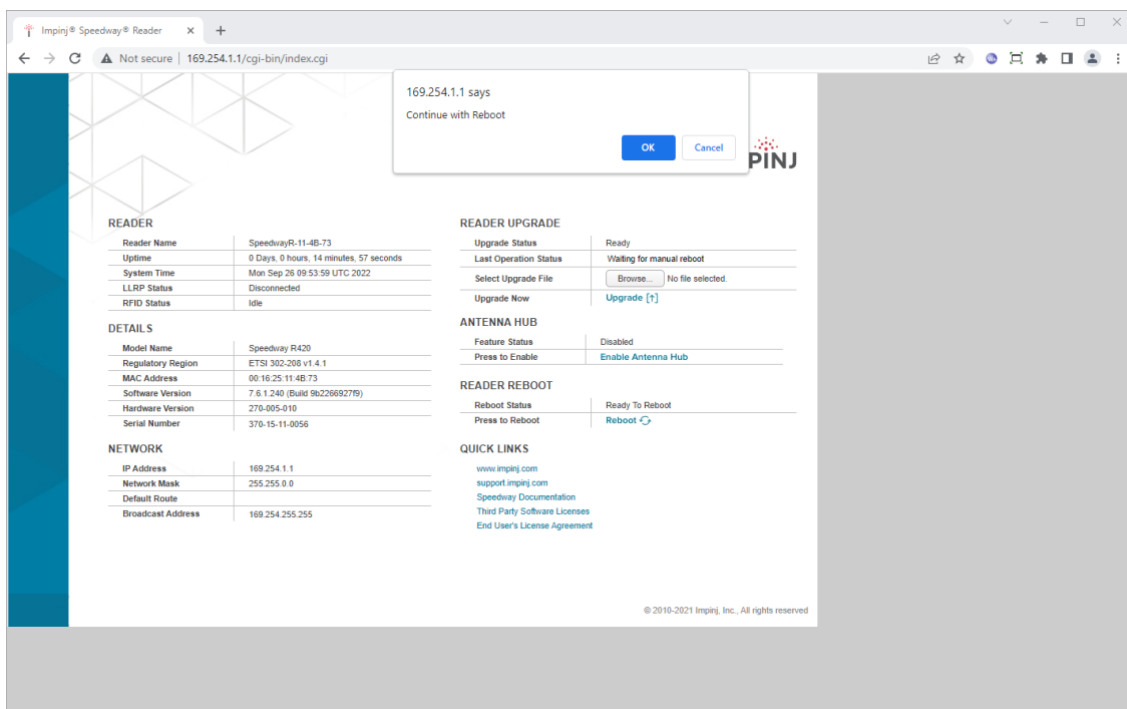 Impinj® Speedway® Reader
Not secure | 169.254.1.1/cgi-bin/index.cgi
169.254.1.1 says
Continue with Reboot
OK Cancel
PINJ
READER
Reader Name SpeedwayR-11-4B-73
Uptime 0 Days, 0 hours, 14 minutes, 57 seconds
System Time Mon Sep 26 09:53:59 UTC 2022
LLRP Status Disconnected
RFID Status Idle
DETAILS
Model Name Speedway R420
Regulatory Region ETSI 302-208 v1.4.1
MAC Address 00:16:25:11:4B:73
Software Version 7.6.1.240 (Build 9b2266927f9)
Hardware Version 270-005-010
Serial Number 370-15-11-0056
NETWORK
IP Address 169.254.1.1
Network Mask 255.255.0.0
Default Route
Broadcast Address 169.254.255.255
READER UPGRADE
Upgrade Status Ready
Last Operation Status Waiting for manual reboot
Select Upgrade File Browse... No file selected.
Upgrade Now Upgrade [↑]
ANTENNA HUB
Feature Status Disabled
Press to Enable Enable Antenna Hub
READER REBOOT
Reboot Status Ready To Reboot
Press to Reboot Reboot
QUICK LINKS
www.impinj.com
support.impinj.com
Speedway Documentation
Third Party Software Licenses
End User's License Agreement
© 2010-2021 Impinj, Inc., All rights reserved